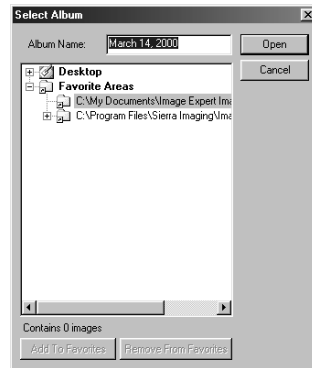 Select Album
Album Name: March 14, 2000
Open
Cancel
Desktop
Favorite Areas
C:\My Documents\Image Expert Ima
C:\Program Files\Sierra Imaging\Ima
Contains 0 images
Add To Favorites Remove From Favorites